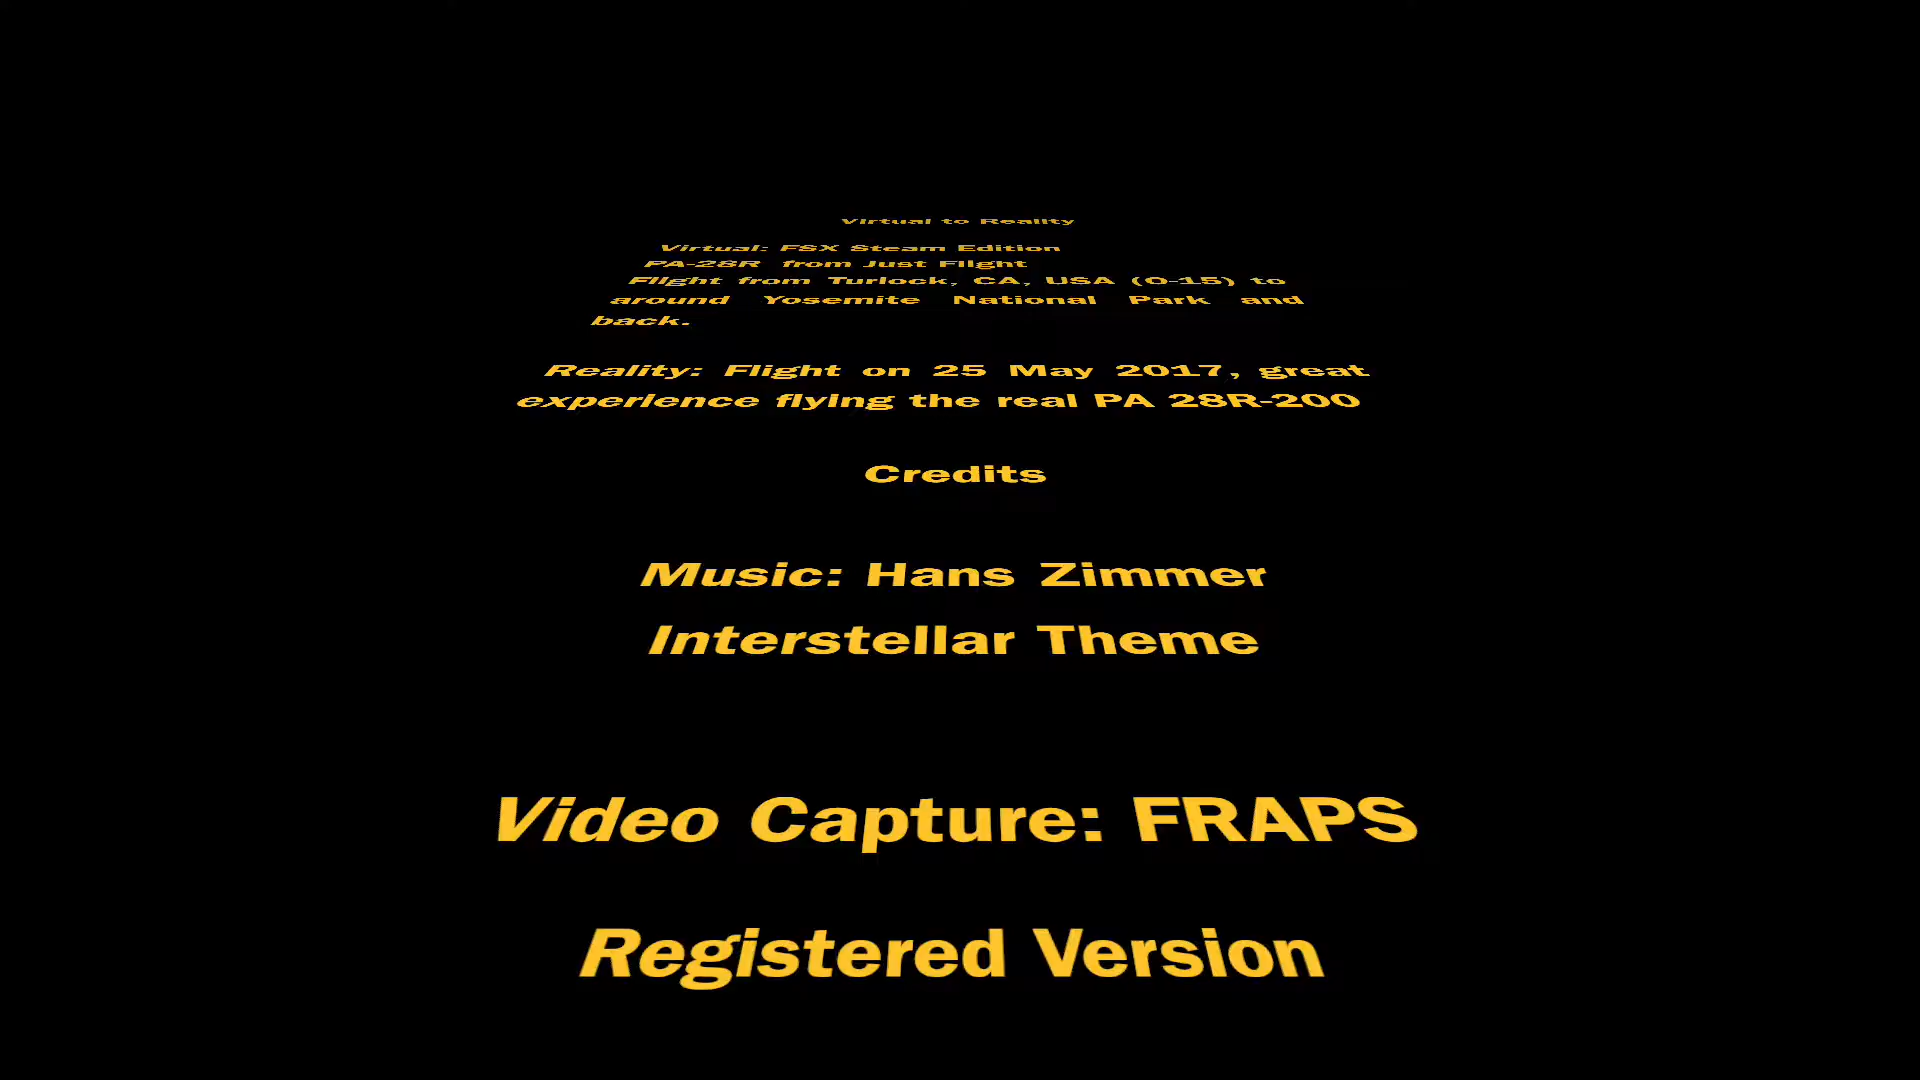 Virtual to Reality
Virtual: FSX Steam Edition
PA-28R from Just Flight
Flight from Turlock, CA, USA (O-15) to
around Yosemite National Park and
back.
Reality: Flight on 25 May 2017, great
experience flying the real PA 28R-200
Credits
Music: Hans Zimmer
Interstellar Theme
Video Capture: FRAPS
Registered Version